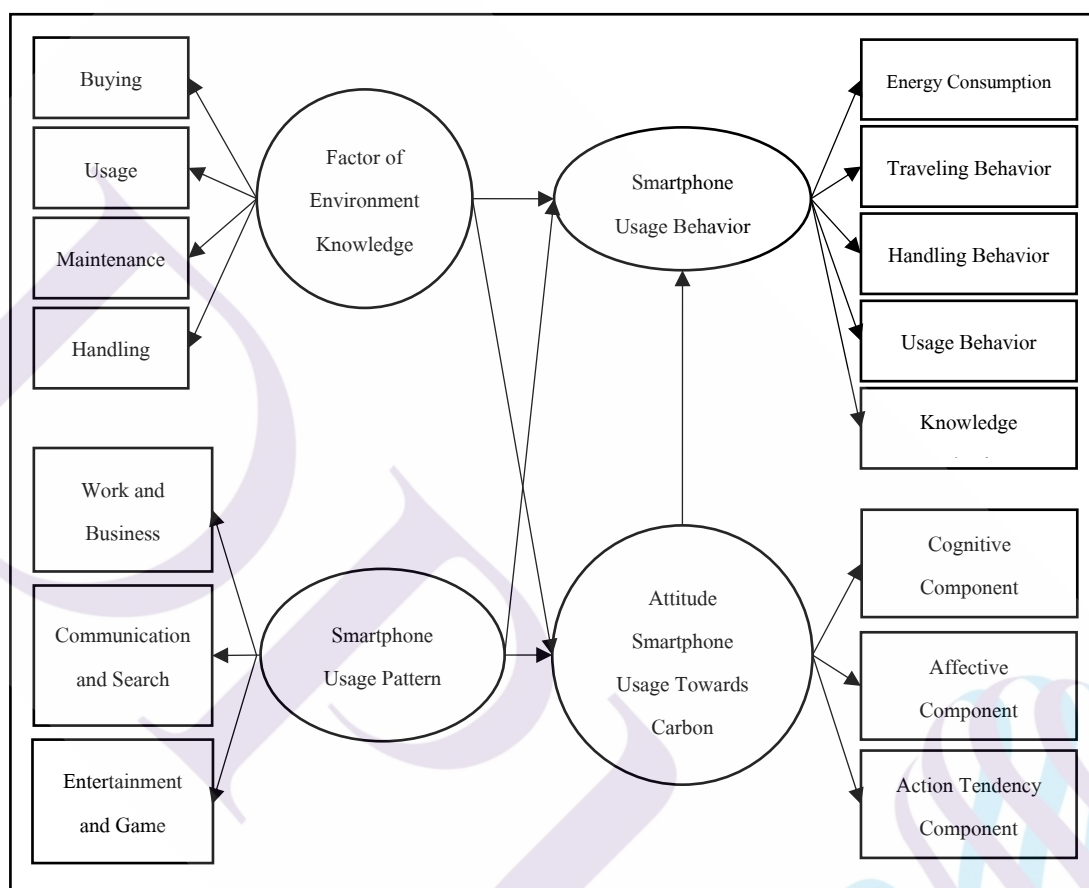 Buying
Usage
Maintenance
Handling
Factor of
Environment
Knowledge
Smartphone
Usage Behavior
Energy Consumption
Traveling Behavior
Handling Behavior
Usage Behavior
Knowledge
Work and
Business
Communication
and Search
Entertainment
and Game
Smartphone
Usage Pattern
Attitude
Smartphone
Usage Towards
Carbon
Cognitive
Component
Affective
Component
Action Tendency
Component